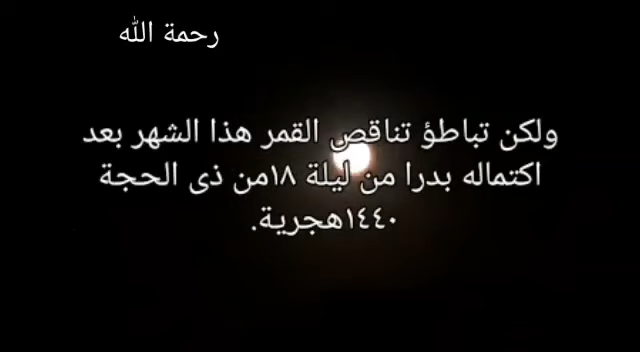 رحمة الله
ولكن تباطؤ تناقص القمر هذا الشهر بعد
اكتماله بدرا من ليلة ١٨من ذى الحجة
١٤٤٠هجرية.